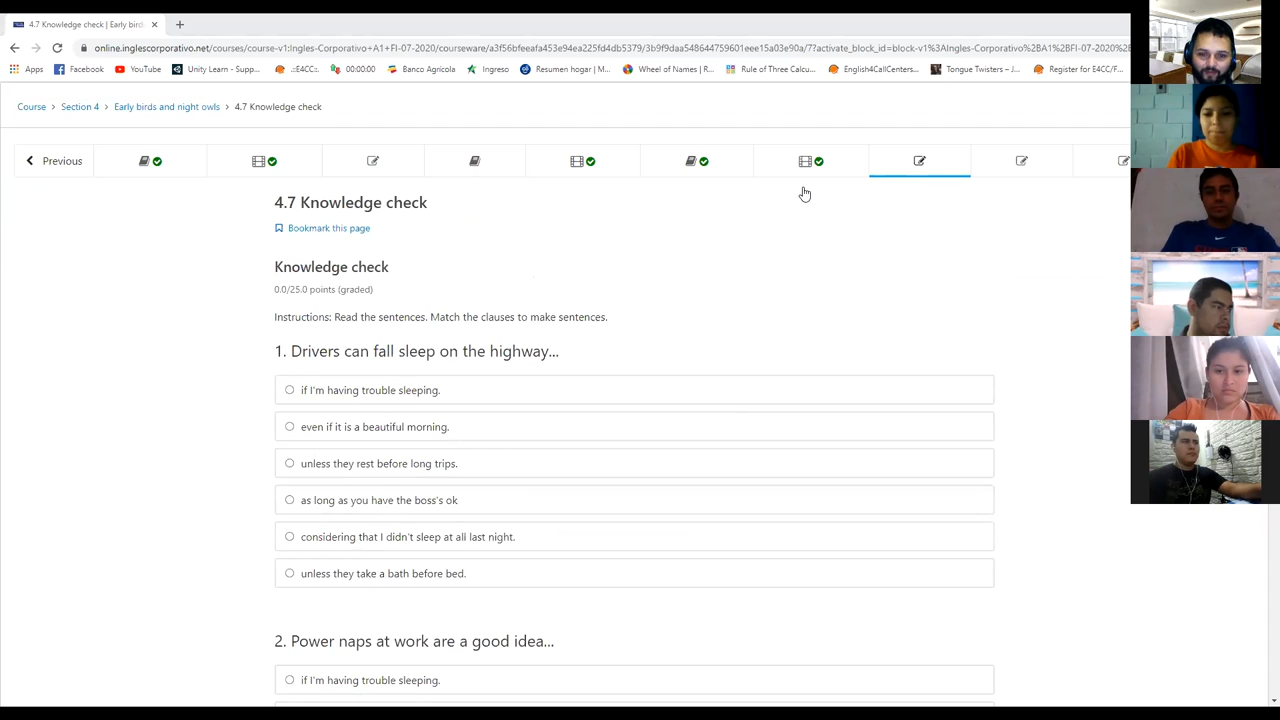 4.7 Knowledge check | Early bird
online.inglescorporativo.net/courses/course-v1:Ingles-Corporativo+A1+FI-07-2020/courseware/a3f56bfeefa453e94ea225fd4db5379/3b9f9daa548644759601eee15a03e90a/7?activate_block_id=block-v1%3AIngles-Corporativo%2BA1%2BFI-07-2020%2B
Apps Facebook YouTube Unity Learn - Supp... .::E4CC::. 00:00:00 Banco Agrícola Ingreso Resumen hogar | M... Wheel of Names | R... Rule of Three Calcu... English4CallCenters... Tongue Twisters – J... Register for E4CC/F
Course > Section 4 > Early birds and night owls > 4.7 Knowledge check
Previous
4.7 Knowledge check
Bookmark this page
Knowledge check
0.0/25.0 points (graded)
Instructions: Read the sentences. Match the clauses to make sentences.
1. Drivers can fall sleep on the highway...
if I'm having trouble sleeping.
even if it is a beautiful morning.
unless they rest before long trips.
as long as you have the boss's ok
considering that I didn't sleep at all last night.
unless they take a bath before bed.
2. Power naps at work are a good idea...
if I'm having trouble sleeping.